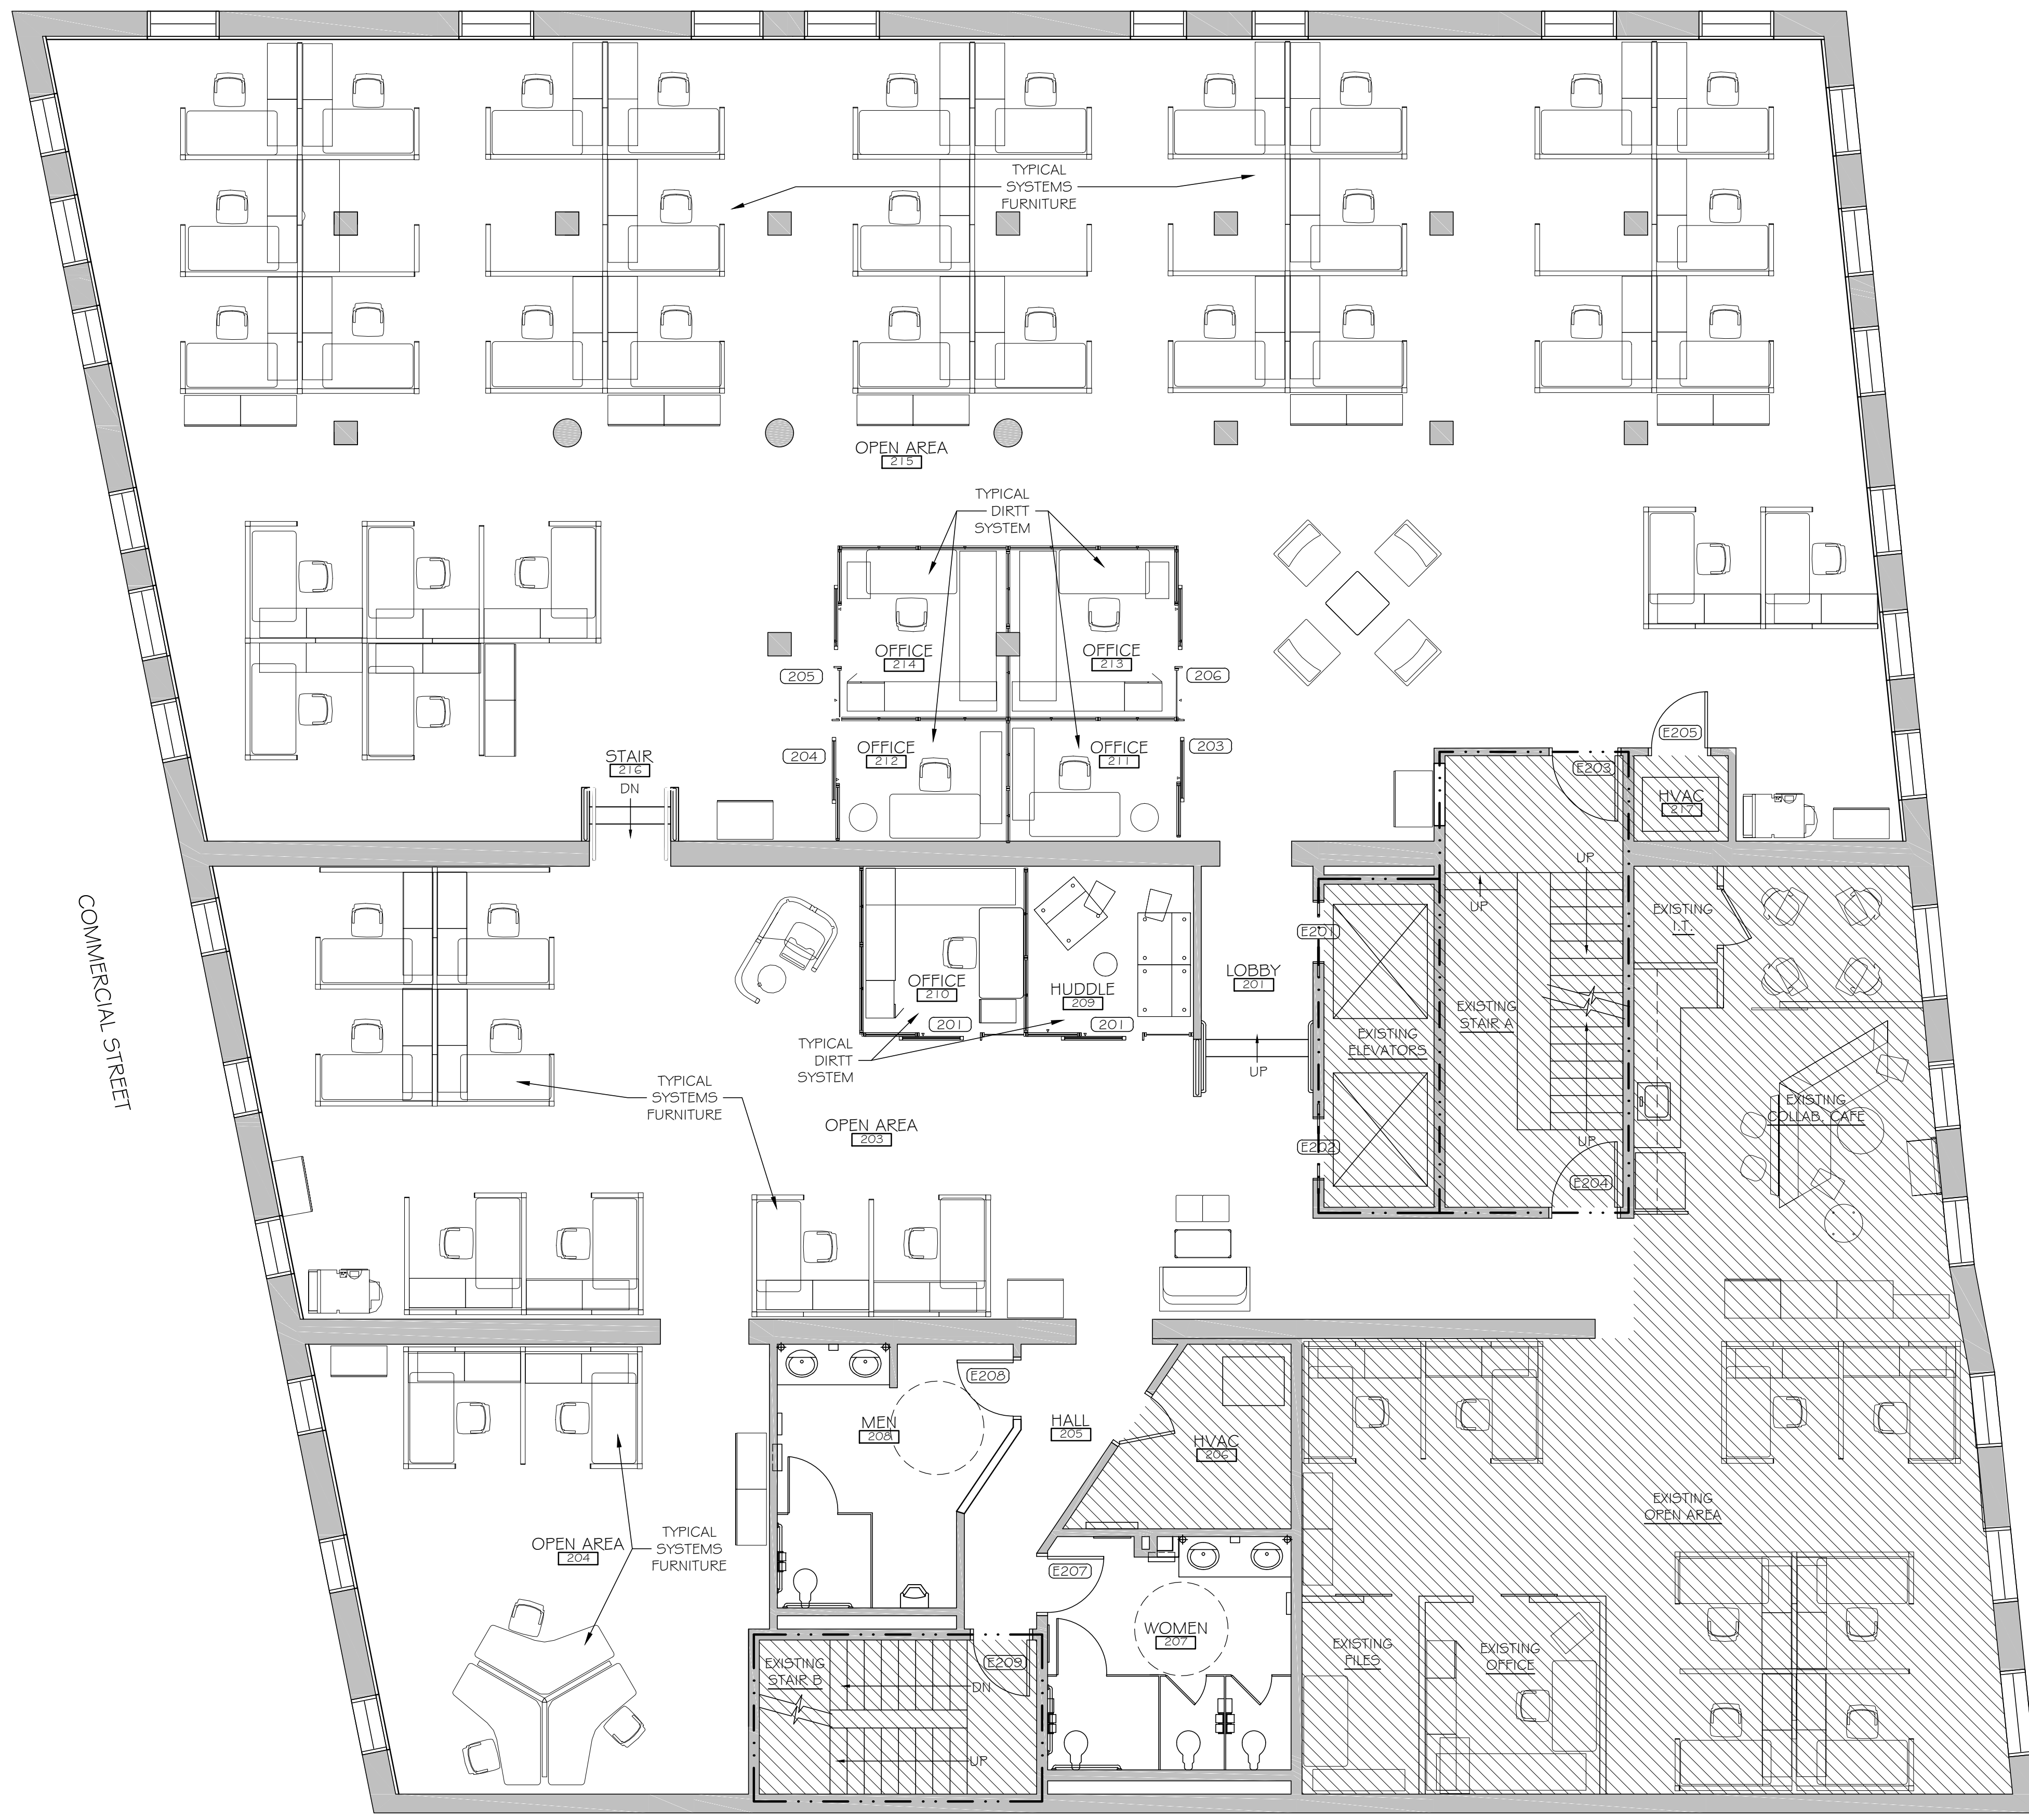 TYPICAL
SYSTEMS
FURNITURE
OPEN AREA
215
TYPICAL
DIRTT
SYSTEM
OFFICE
214
OFFICE
213
205
206
E205
OFFICE
212
OFFICE
211
204
203
STAIR
216
DN
E203
HVAC
217
UP
UP
COMMERCIAL STREET
EXISTING
I.T.
E201
OFFICE
210
HUDDLE
209
LOBBY
201
201
201
EXISTING
STAIR A
EXISTING
ELEVATORS
TYPICAL
DIRTT
SYSTEM
UP
TYPICAL
SYSTEMS
FURNITURE
EXISTING
COLLAB. CAFE
OPEN AREA
203
E202
UP
E204
E208
MEN
208
HALL
205
HVAC
206
EXISTING
OPEN AREA
OPEN AREA
204
TYPICAL
SYSTEMS
FURNITURE
E207
WOMEN
207
EXISTING
FILES
EXISTING
OFFICE
EXISTING
STAIR B
E209
DN
UP